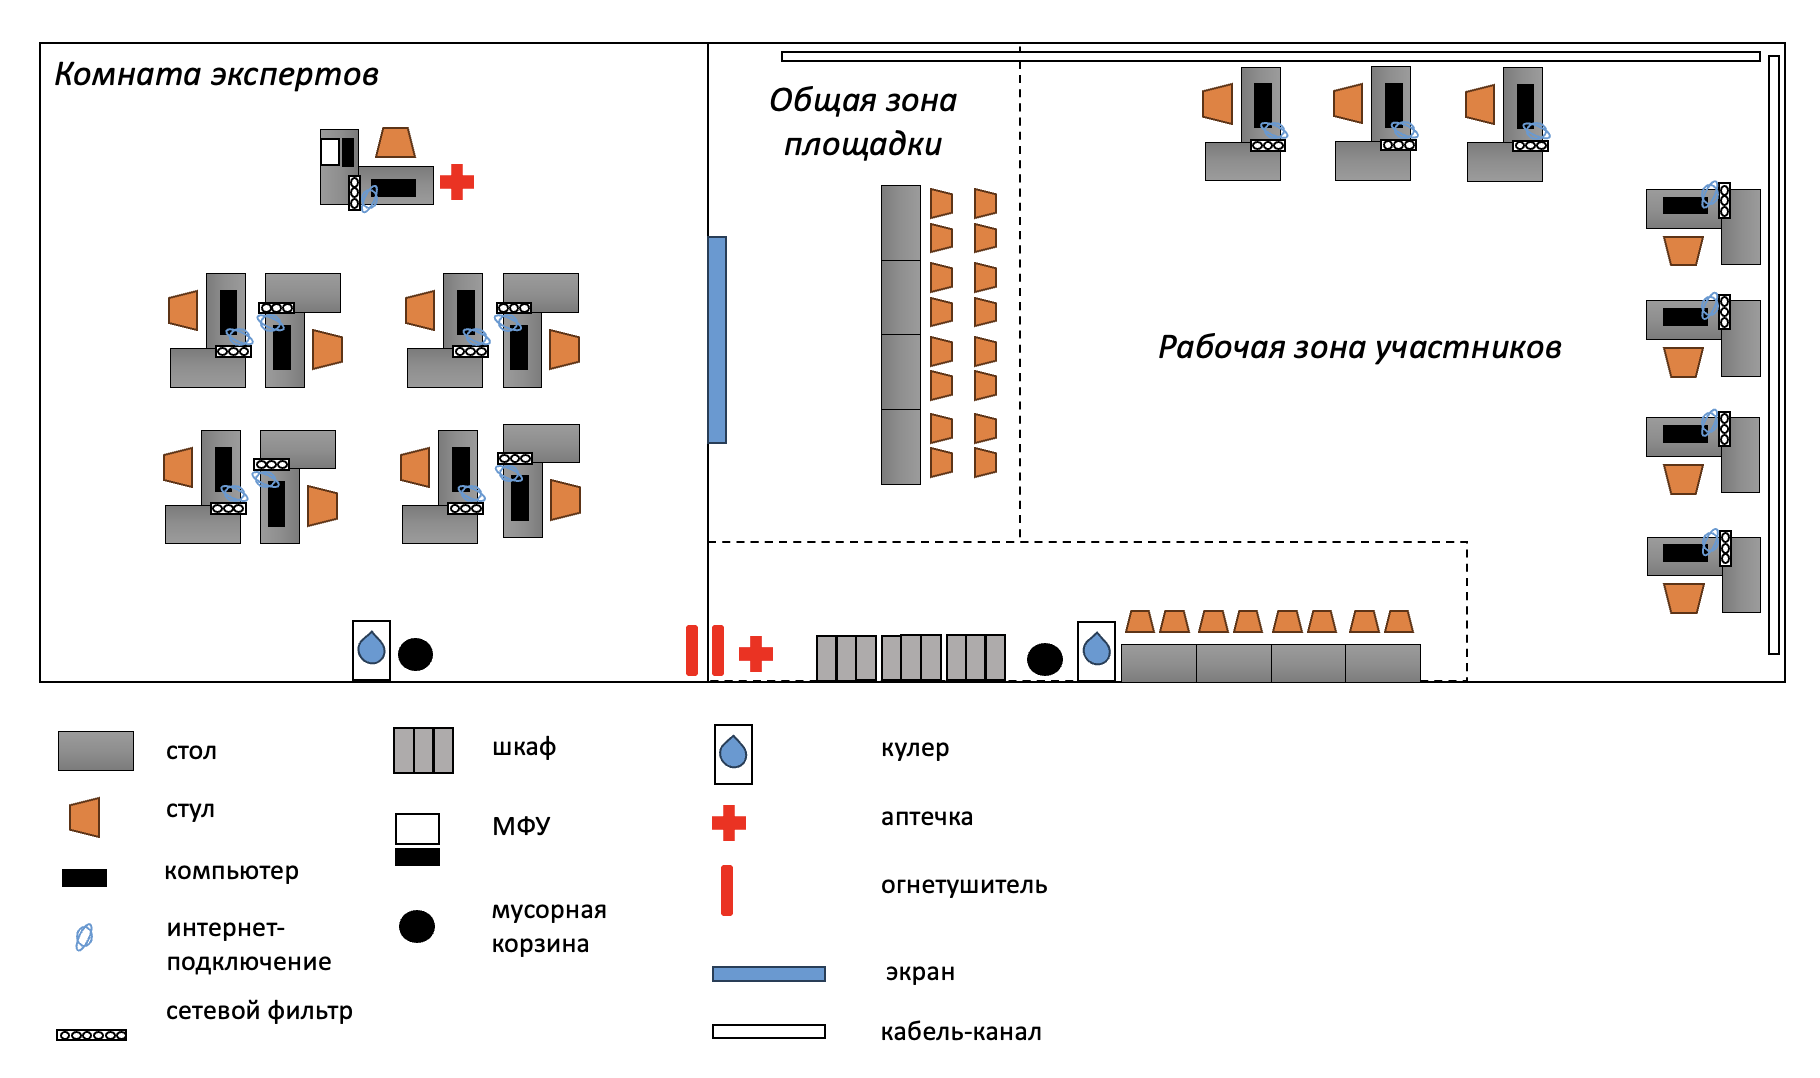 Комната экспертов
Общая зона
площадки
Рабочая зона участников
стол
стул
компьютер
интернет-
подключение
сетевой фильтр
шкаф
МФУ
мусорная
корзина
кулер
аптечка
огнетушитель
экран
кабель-канал